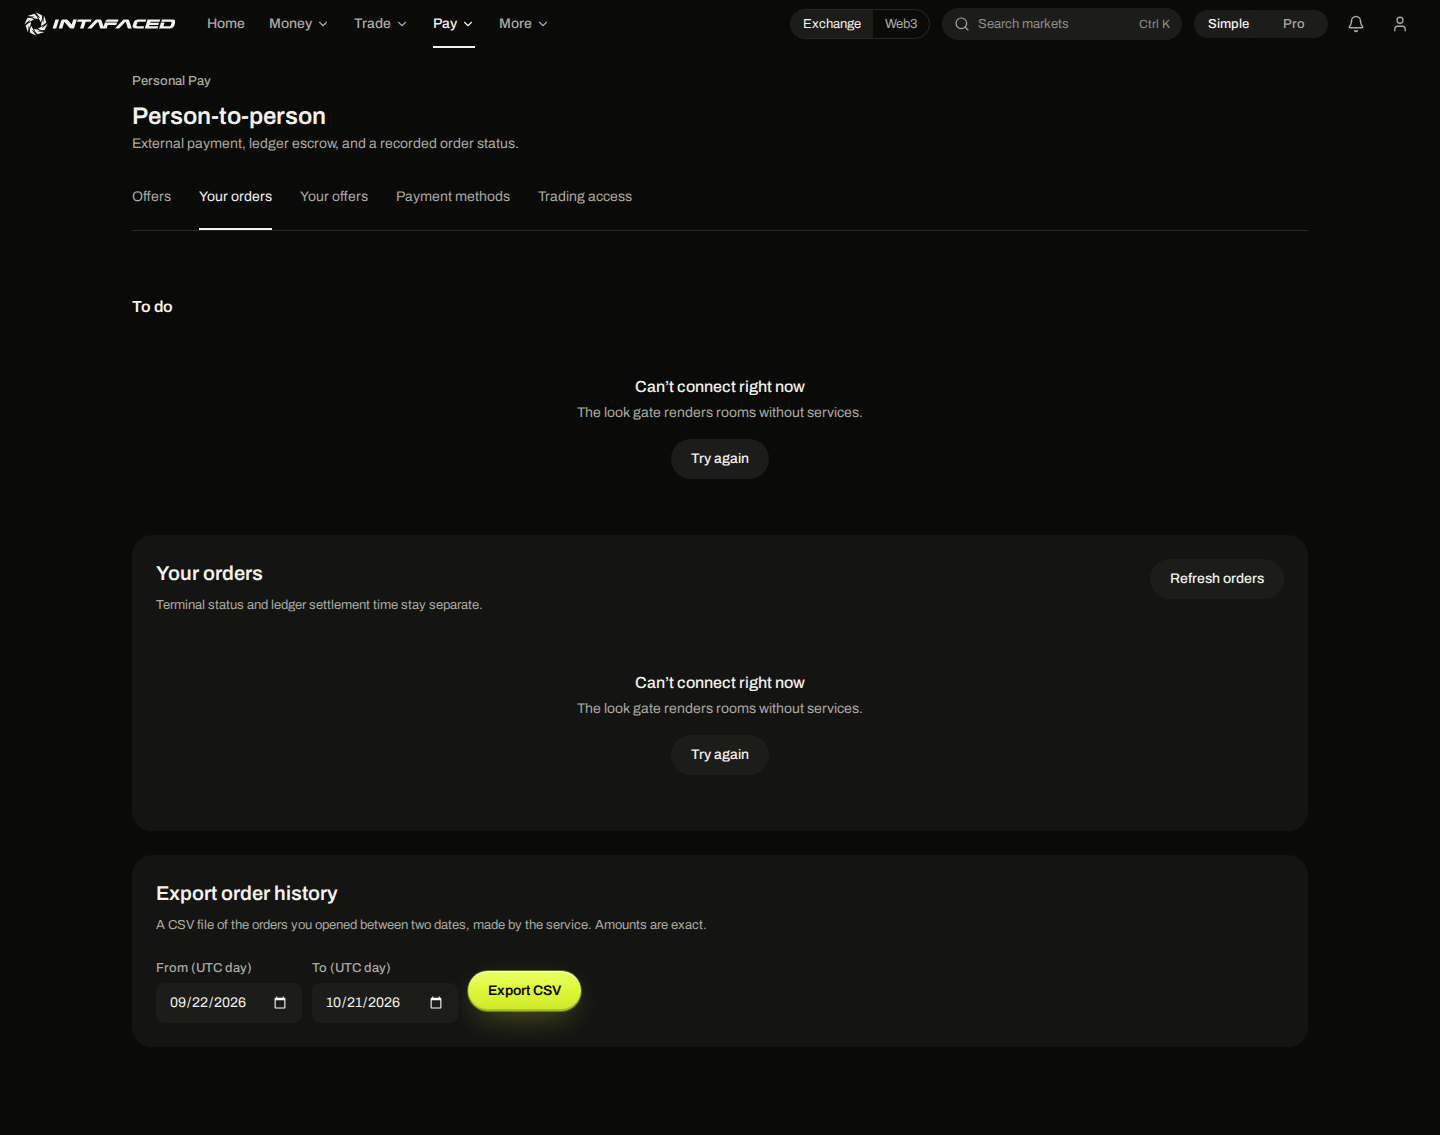 INTAFACED Home Money Trade Pay More Exchange Web3 Search markets Ctrl K Simple Pro
Personal Pay
Person-to-person
External payment, ledger escrow, and a recorded order status.
Offers Your orders Your offers Payment methods Trading access
To do
Can’t connect right now
The look gate renders rooms without services.
Try again
Your orders
Refresh orders
Terminal status and ledger settlement time stay separate.
Can’t connect right now
The look gate renders rooms without services.
Try again
Export order history
A CSV file of the orders you opened between two dates, made by the service. Amounts are exact.
From (UTC day) To (UTC day)
09/22/2026 10/21/2026 Export CSV